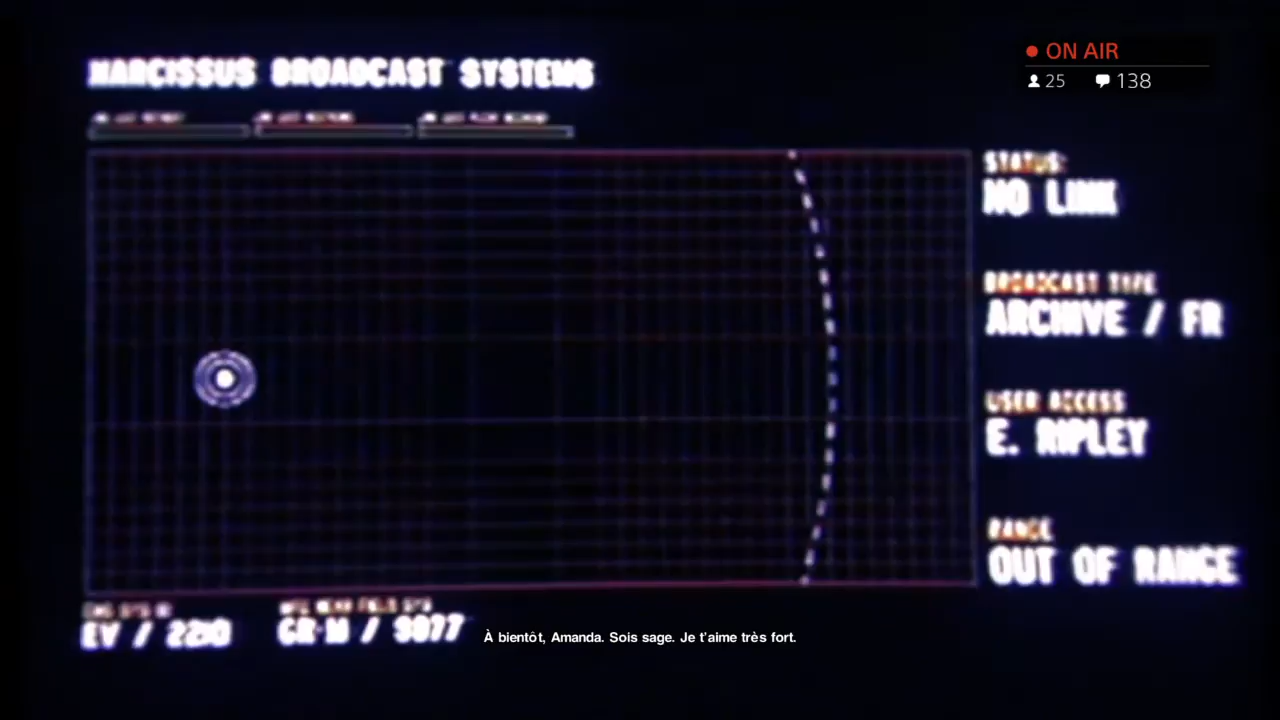 NARCISSUS BROADCAST SYSTEMS
ON AIR
25 138
STATUS:
NO LINK
BROADCAST TYPE
ARCHIVE / FR
USER ACCESS
E. RIPLEY
RANGE
OUT OF RANGE
EV / 2210
GR-M / 9877
À bientôt, Amanda. Sois sage. Je t'aime très fort.